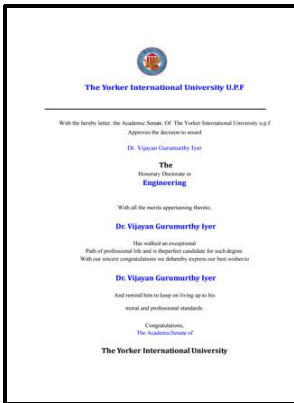 The Yorker International University U.P.F
With the hereby letter, the Academic Senate. Of The Yorker International University u.p.f
Approves the decision to award
Dr. Vijayan Gurumurthy Iyer
The
Honorary Doctorate in
Engineering
With all the merits appertaining thereto,
Dr. Vijayan Gurumurthy Iyer
Has walked an exceptional
Path of professional life and is theperfect candidate for such degree
With our sincere congratulations we dohereby express our best wishesto
Dr. Vijayan Gurumurthy Iyer
And remind him to keep on living up to his
moral and professional standards.
Congratulations,
The AcademicSenate of
The Yorker International University